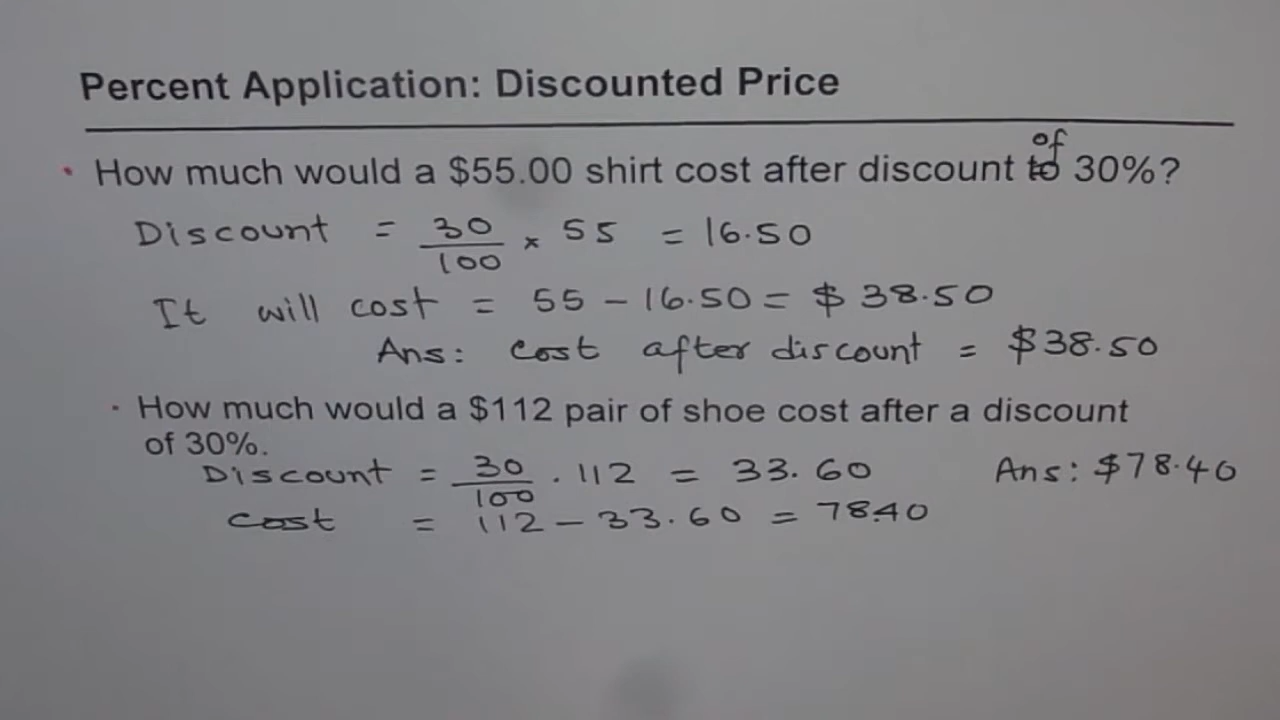 Percent Application: Discounted Price
• How much would a $55.00 shirt cost after discount to of 30%?
Discount = 30/100 × 55 = 16.50
It will cost = 55 - 16.50 = $38.50
Ans: cost after discount = $38.50
• How much would a $112 pair of shoe cost after a discount
of 30%.
Discount = 30/100 . 112 = 33.60 Ans: $78.40
cost = 112 - 33.60 = 78.40